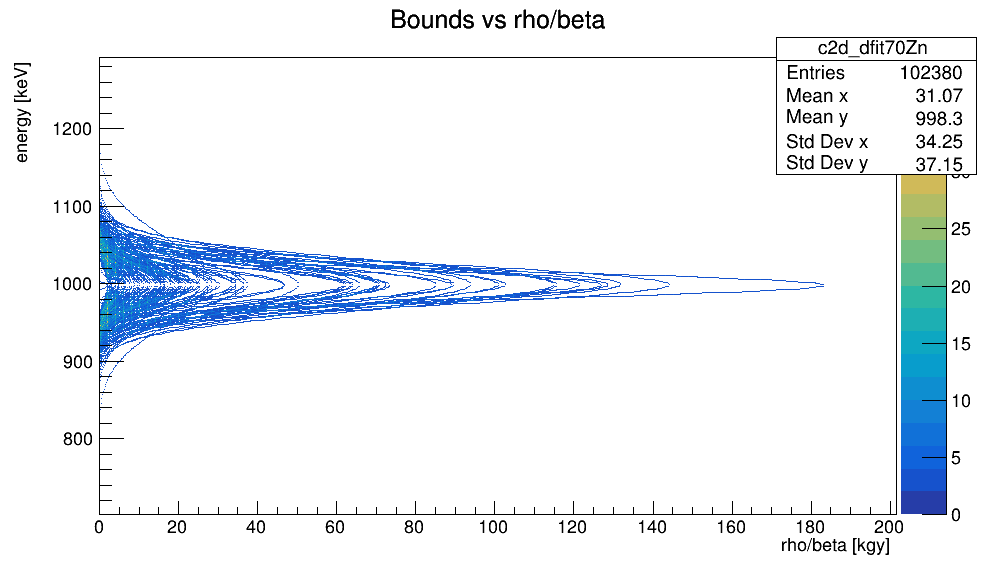 Bounds vs rho/beta
c2d_dfit70Zn
Entries 102380
Mean x 31.07
Mean y 998.3
Std Dev x 34.25
Std Dev y 37.15
energy [keV]
1200
1100
1000
900
800
0 20 40 60 80 100 120 140 160 180 200
rho/beta [kgy]
30
25
20
15
10
5
0